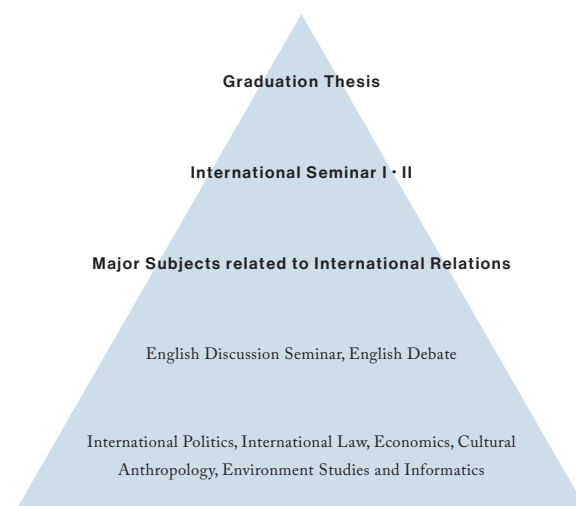 Graduation Thesis
International Seminar I・II
Major Subjects related to International Relations
English Discussion Seminar, English Debate
International Politics, International Law, Economics, Cultural
Anthropology, Environment Studies and Informatics